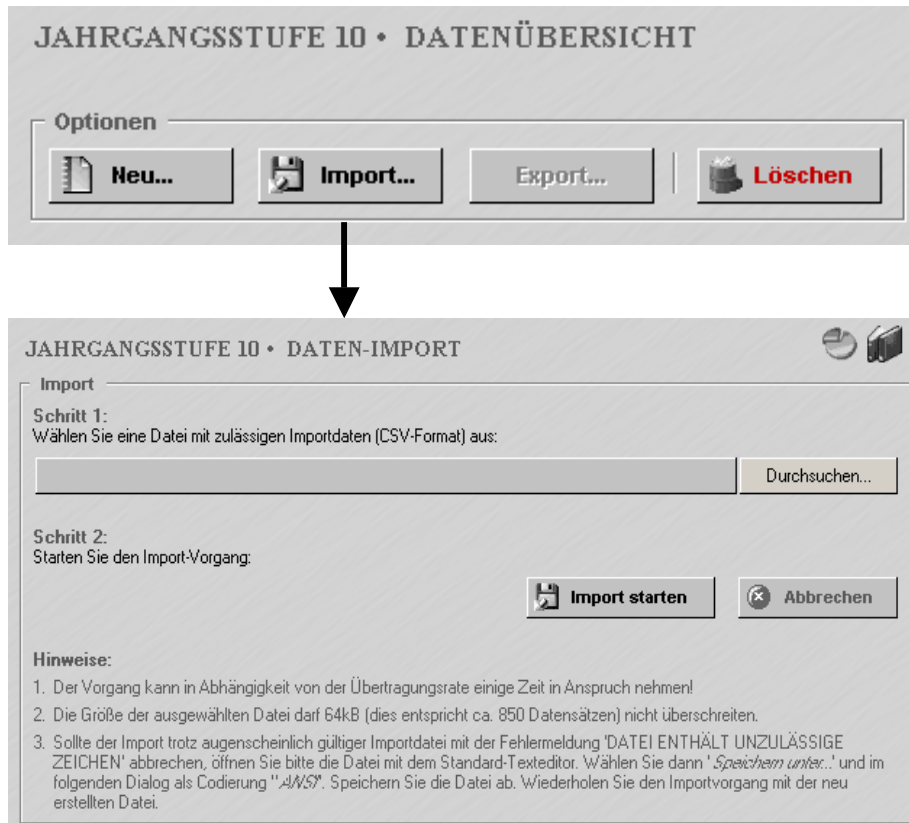 JAHRGANGSSTUFE 10 • DATENÜBERSICHT
Optionen
Neu... Import... Export... Löschen
JAHRGANGSSTUFE 10 • DATEN-IMPORT
Import
Schritt 1:
Wählen Sie eine Datei mit zulässigen Importdaten (CSV-Format) aus:
Durchsuchen...
Schritt 2:
Starten Sie den Import-Vorgang:
Import starten Abbrechen
Hinweise:
1. Der Vorgang kann in Abhängigkeit von der Übertragungsrate einige Zeit in Anspruch nehmen!
2. Die Größe der ausgewählten Datei darf 64kB (dies entspricht ca. 850 Datensätzen) nicht überschreiten.
3. Sollte der Import trotz augenscheinlich gültiger Importdatei mit der Fehlermeldung 'DATEI ENTHÄLT UNZULÄSSIGE
ZEICHEN' abbrechen, öffnen Sie bitte die Datei mit dem Standard-Texteditor. Wählen Sie dann 'Speichern unter...' und im
folgenden Dialog als Codierung "ANSI". Speichern Sie die Datei ab. Wiederholen Sie den Importvorgang mit der neu
erstellten Datei.